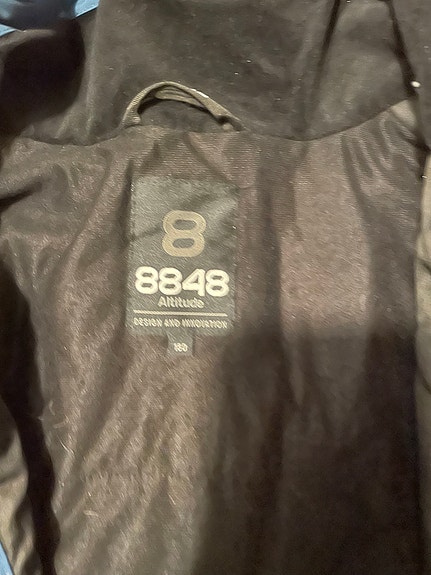 8
8848
Altitude
DESIGN AND INNOVATION
160